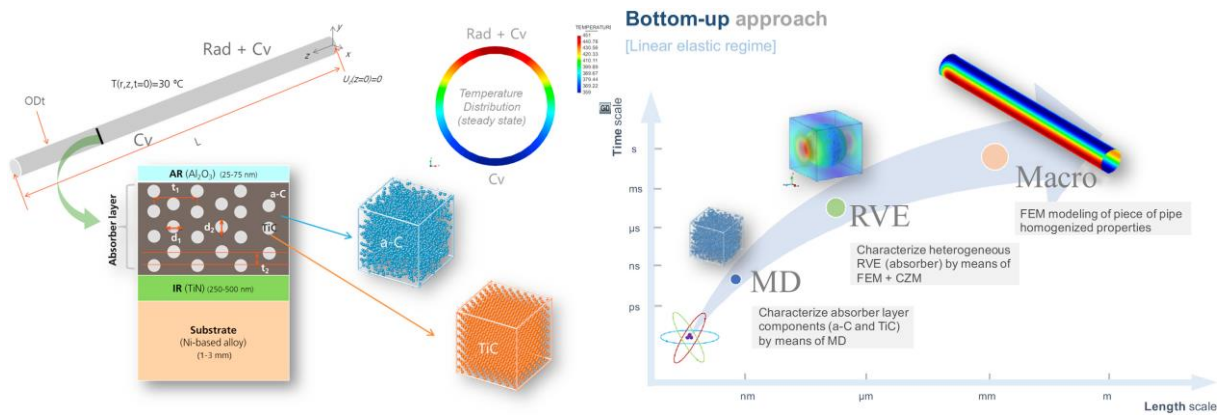 Rad + Cv
y
x
z
T(r,z,t=0)=30 ºC
U,(z=0)=0
ODt
Cv
L
Rad + Cv
Temperature
Distribution
(steady state)
Cv
TEMPERATURE
AR (Al₂O₃) (25-75 nm)
Absorber layer
t₁
a-C
d₁
d₂
TiC
t₂
IR (TiN) (250-500 nm)
Substrate
(Ni-based alloy)
(1-3 mm)
a-C
TiC
Bottom-up approach
[Linear elastic regime]
Time scale
s
ms
µs
ns
ps
MD
Characterize absorber layer
components (a-C and TiC)
by means of MD
RVE
Characterize heterogeneous
RVE (absorber) by means of
FEM + CZM
Macro
FEM modeling of piece of pipe
homogenized properties
nm
µm
mm
m
Length scale